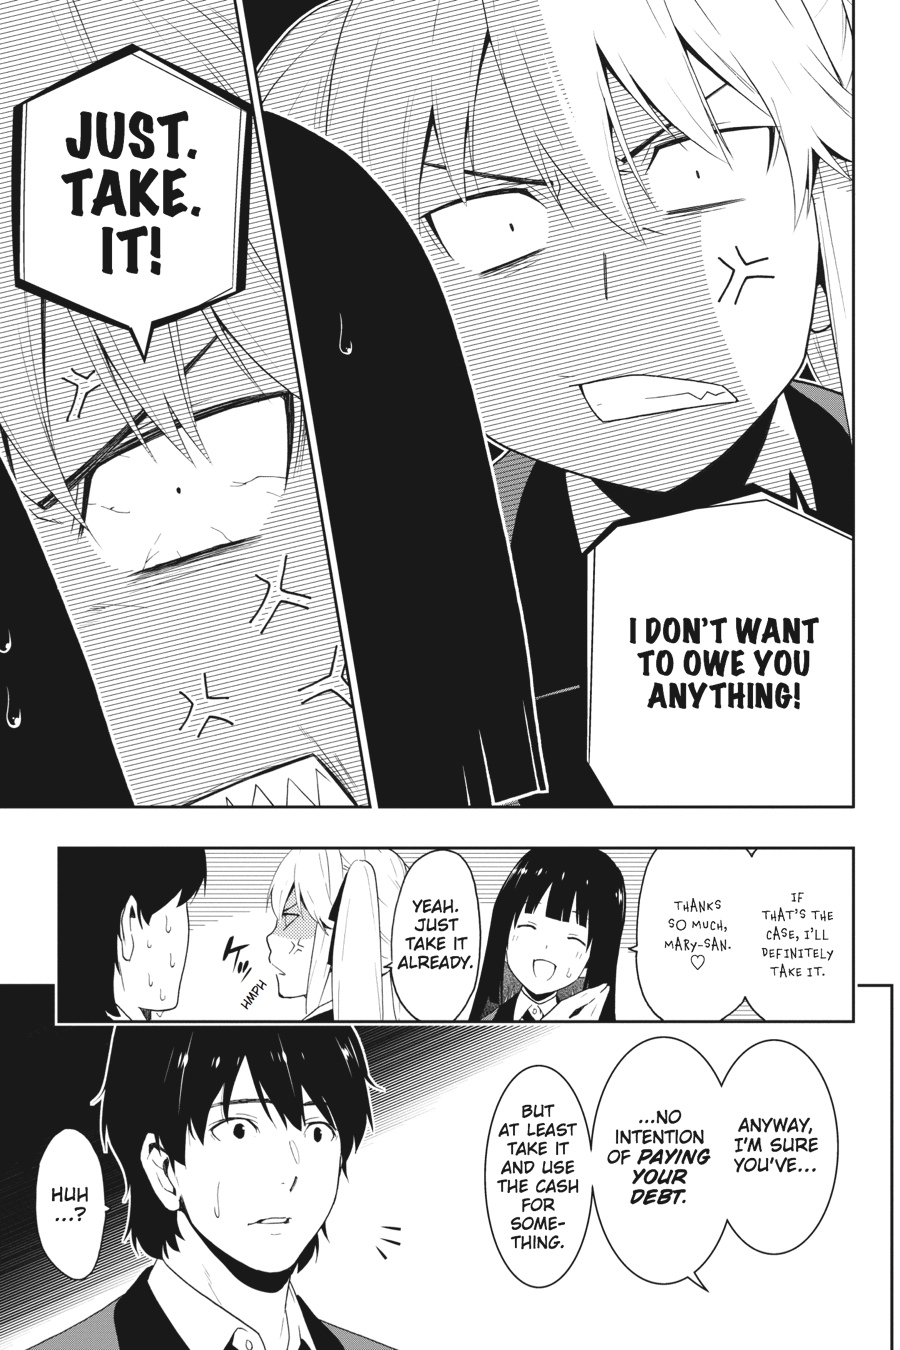 I DON'T WANT
TO OWE YOU
ANYTHING!
JUST.
TAKE.
IT!
IF
THAT'S THE
CASE, I'LL
DEFINITELY
TAKE IT.
THANKS
SO MUCH,
MARY-SAN.
♡
YEAH.
JUST
TAKE IT
ALREADY.
ケッ
HMPH
ANYWAY,
I'M SURE
YOU'VE...
...NO
INTENTION
OF PAYING
YOUR
DEBT.
BUT
AT LEAST
TAKE IT
AND USE
THE CASH
FOR
SOME-
THING.
HUH
...?